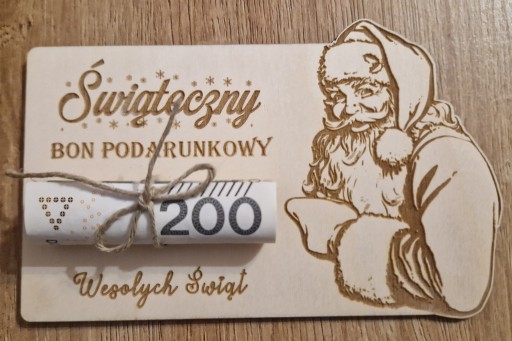 Świąteczny
BON PODARUNKOWY
200
Wesołych Świąt